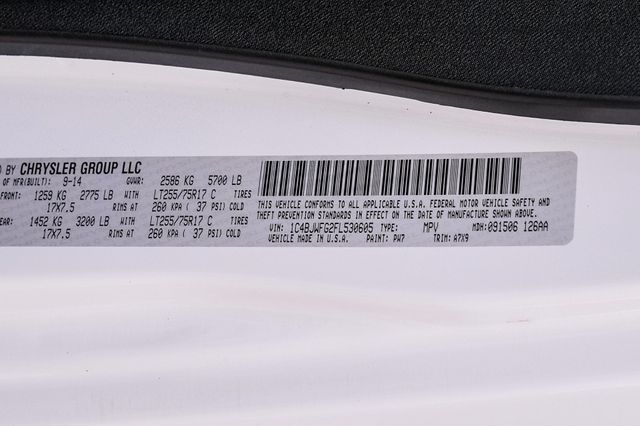 D BY CHRYSLER GROUP LLC
OF MFR(BUILT): 9-14 GVWR: 2586 KG 5700 LB
FRONT: 1259 KG 2775 LB WITH LT255/75R17 C TIRES
17X7.5 RIMS AT 260 KPA ( 37 PSI) COLD
EAR: 1452 KG 3200 LB WITH LT255/75R17 C TIRES
17X7.5 RIMS AT 260 KPA ( 37 PSI) COLD
THIS VEHICLE CONFORMS TO ALL APPLICABLE U.S.A. FEDERAL MOTOR VEHICLE SAFETY AND
THEFT PREVENTION STANDARDS IN EFFECT ON THE DATE OF MANUFACTURE SHOWN ABOVE.
VIN: 1C4BJWFG2FL530605 TYPE: MPV MDH:091506 126AA
VEHICLE MADE IN U.S.A. PAINT: PW7 TRIM: A7X9